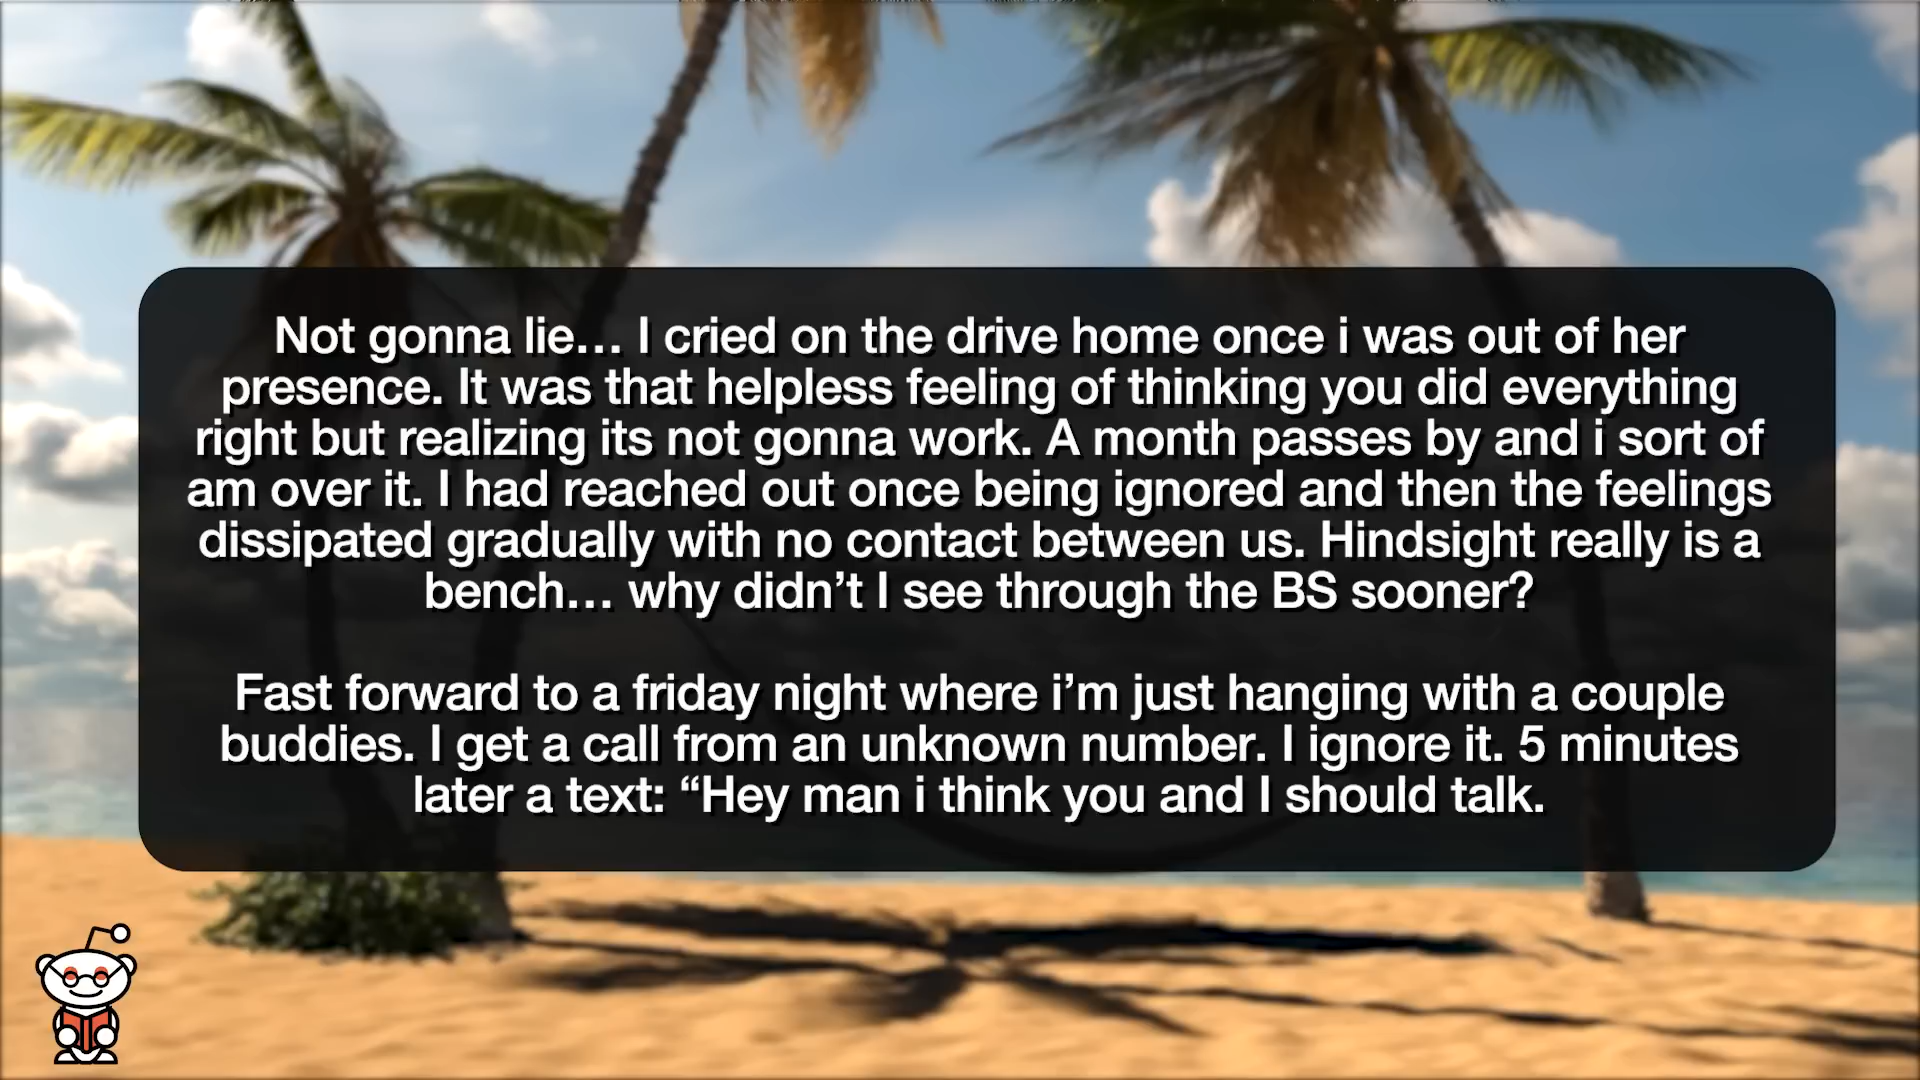 Not gonna lie… I cried on the drive home once i was out of her
presence. It was that helpless feeling of thinking you did everything
right but realizing its not gonna work. A month passes by and i sort of
am over it. I had reached out once being ignored and then the feelings
dissipated gradually with no contact between us. Hindsight really is a
bench… why didn’t I see through the BS sooner?
Fast forward to a friday night where i’m just hanging with a couple
buddies. I get a call from an unknown number. I ignore it. 5 minutes
later a text: “Hey man i think you and I should talk.